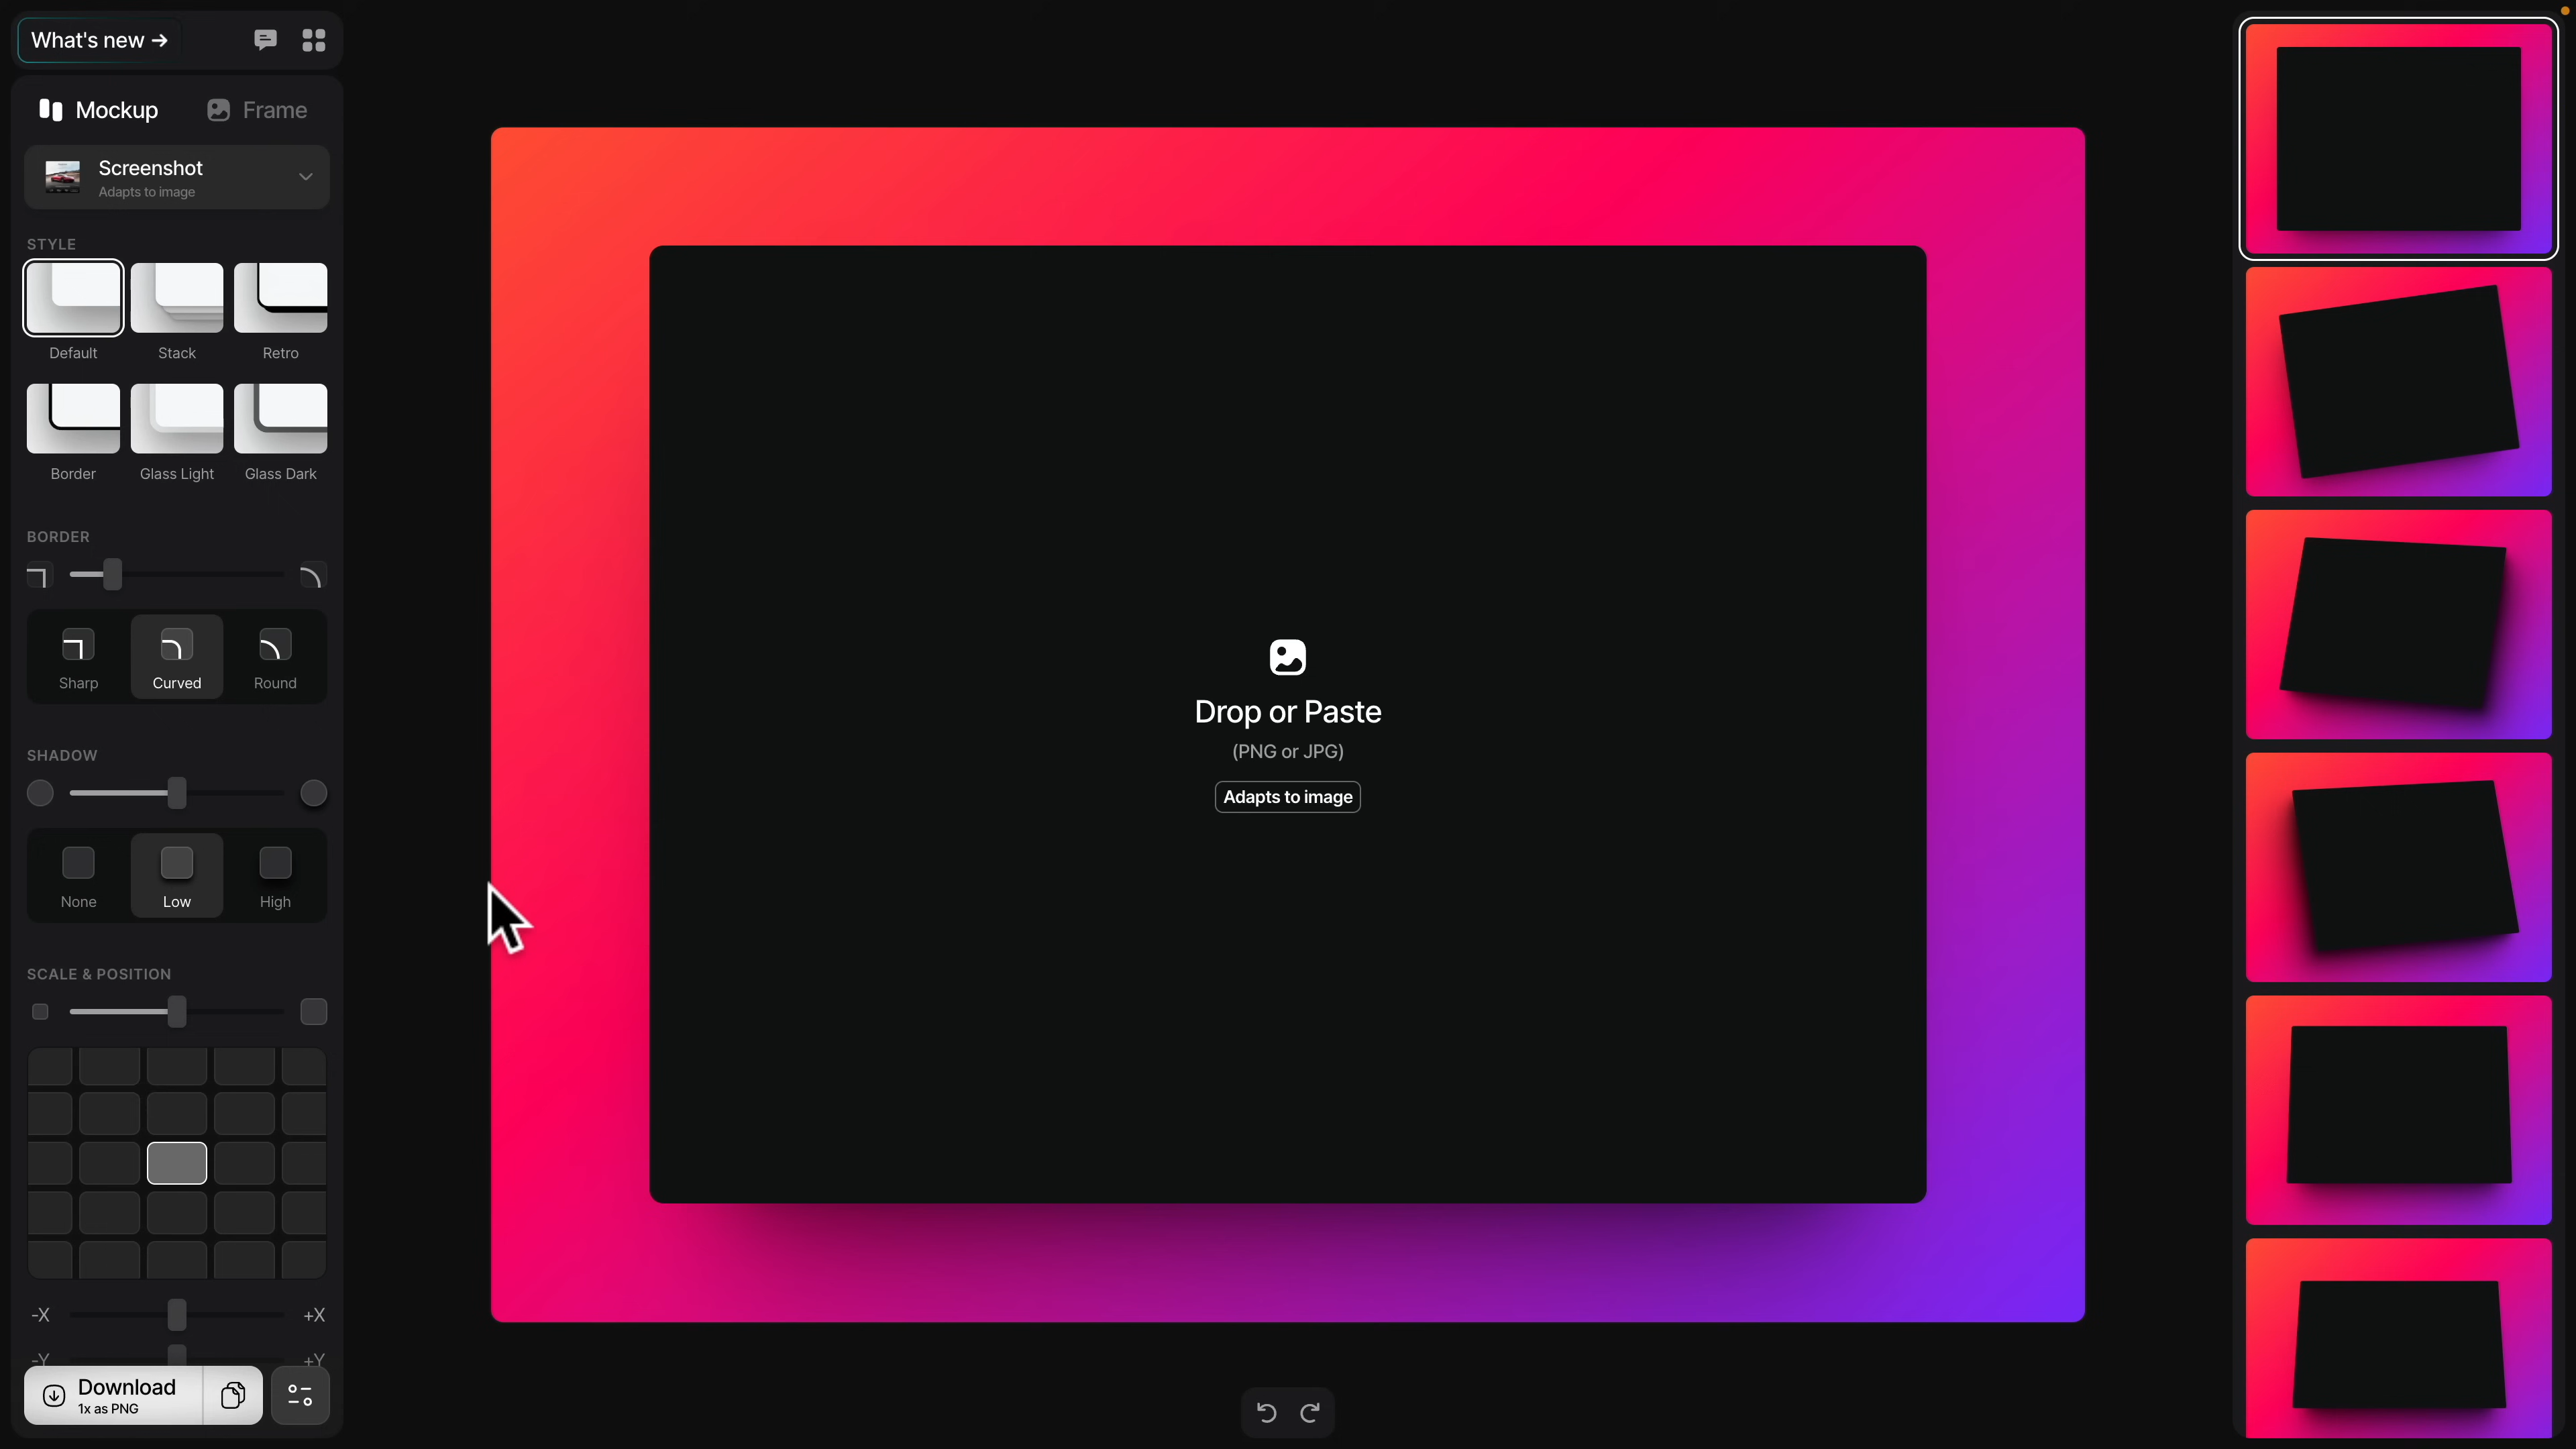 What's new →
Mockup
Frame
Screenshot
Adapts to image
STYLE
Default
Stack
Retro
Border
Glass Light
Glass Dark
BORDER
Sharp
Curved
Round
SHADOW
None
Low
High
SCALE & POSITION
-X
+X
-Y
+Y
Download
1x as PNG
Drop or Paste
(PNG or JPG)
Adapts to image